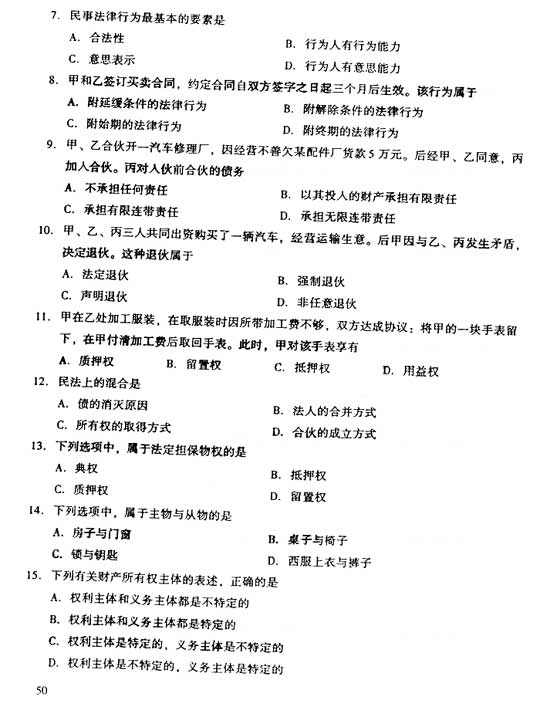 7. 民事法律行为最基本的要素是
A. 合法性 B. 行为人有行为能力
C. 意思表示 D. 行为人有意思能力
8. 甲和乙签订买卖合同，约定合同自双方签字之日起三个月后生效。该行为属于
A. 附延缓条件的法律行为 B. 附解除条件的法律行为
C. 附始期的法律行为 D. 附终期的法律行为
9. 甲、乙合伙开一汽车修理厂，因经营不善欠某配件厂货款5万元。后经甲、乙同意，丙
加入合伙。丙对入伙前合伙的债务
A. 不承担任何责任 B. 以其投入的财产承担有限责任
C. 承担有限连带责任 D. 承担无限连带责任
10. 甲、乙、丙三人共同出资购买了一辆汽车，经营运输生意。后甲因与乙、丙发生矛盾，
决定退伙。这种退伙属于
A. 法定退伙 B. 强制退伙
C. 声明退伙 D. 非任意退伙
11. 甲在乙处加工服装，在取服装时因所带加工费不够，双方达成协议：将甲的一块手表留
下，在甲付清加工费后取回手表。此时，甲对该手表享有
A. 质押权 B. 留置权 C. 抵押权 D. 用益权
12. 民法上的混合是
A. 债的消灭原因 B. 法人的合并方式
C. 所有权的取得方式 D. 合伙的成立方式
13. 下列选项中，属于法定担保物权的是
A. 典权 B. 抵押权
C. 质押权 D. 留置权
14. 下列选项中，属于主物与从物的是
A. 房子与门窗 B. 桌子与椅子
C. 锁与钥匙 D. 西服上衣与裤子
15. 下列有关财产所有权主体的表述，正确的是
A. 权利主体和义务主体都是不特定的
B. 权利主体和义务主体都是特定的
C. 权利主体是特定的，义务主体是不特定的
D. 权利主体是不特定的，义务主体是特定的
50